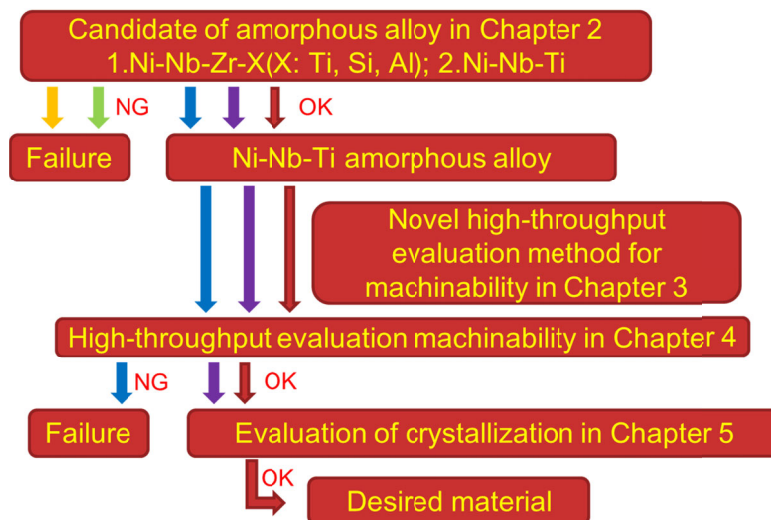 Candidate of amorphous alloy in Chapter 2
1.Ni-Nb-Zr-X(X: Ti, Si, Al); 2.Ni-Nb-Ti
NG
OK
Failure
Ni-Nb-Ti amorphous alloy
Novel high-throughput
evaluation method for
machinability in Chapter 3
High-throughput evaluation machinability in Chapter 4
NG
OK
Failure
Evaluation of crystallization in Chapter 5
OK
Desired material